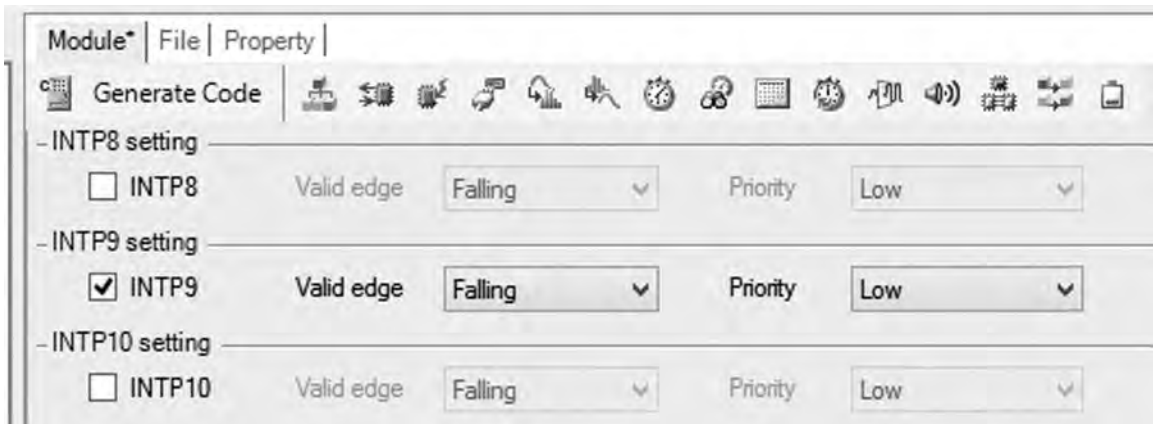 Module* File Property
Generate Code
INTP8 setting
INTP8 Valid edge Falling Priority Low
INTP9 setting
INTP9 Valid edge Falling Priority Low
INTP10 setting
INTP10 Valid edge Falling Priority Low